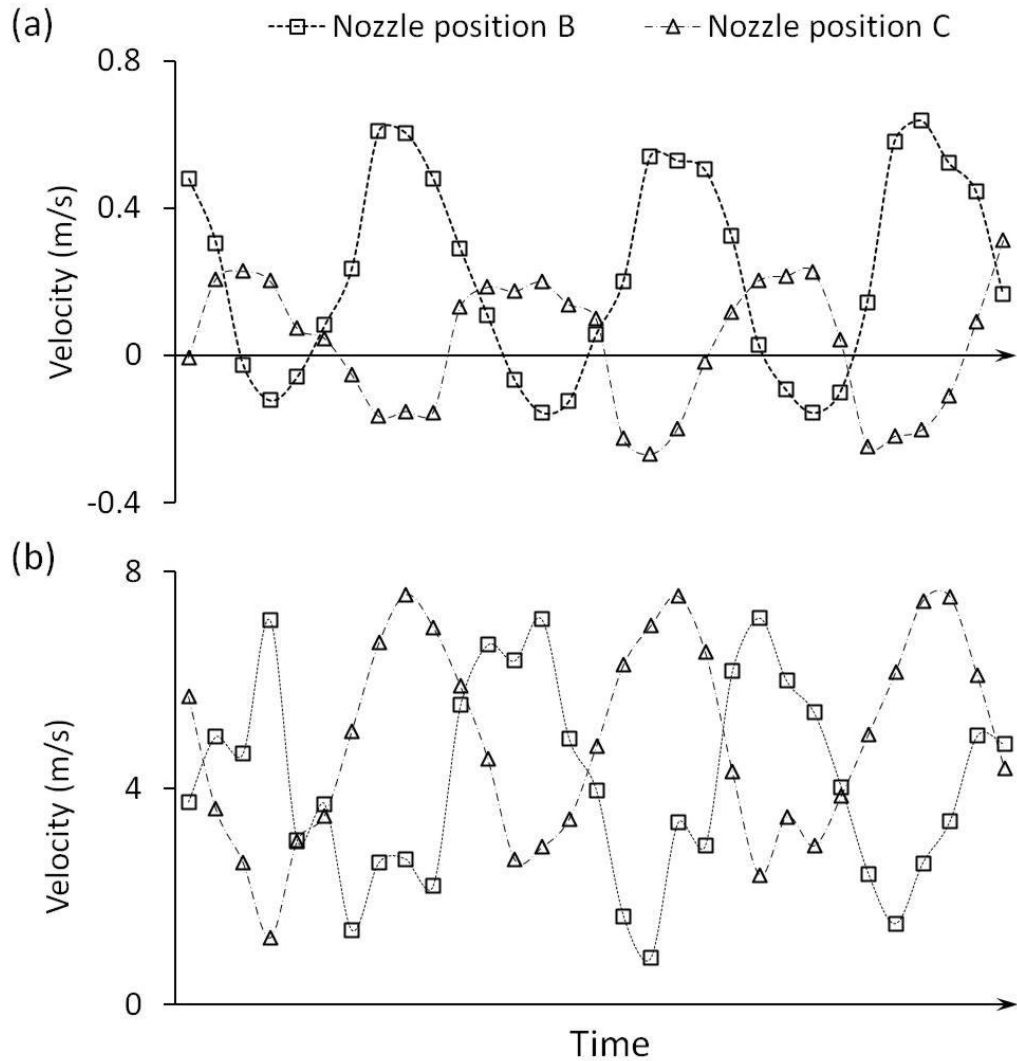 (a)
Nozzle position B
Nozzle position C
0.8
0.4
0
-0.4
Velocity (m/s)
(b)
8
4
0
Velocity (m/s)
Time